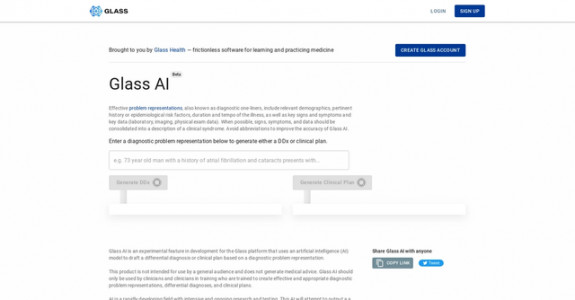 GLASS
LOGIN
SIGN UP
Brought to you by Glass Health — frictionless software for learning and practicing medicine
CREATE GLASS ACCOUNT
Glass AI Beta
Effective problem representations, also known as diagnostic one-liners, include relevant demographics, pertinent
history or epidemiological risk factors, duration and tempo of the illness, as well as key signs and symptoms and
key data (laboratory, imaging, physical exam data). When possible, signs, symptoms, and data should be
consolidated into a description of a clinical syndrome. Avoid abbreviations to improve the accuracy of Glass AI.
Enter a diagnostic problem representation below to generate either a DDx or clinical plan.
e.g. 73 year old man with a history of atrial fibrillation and cataracts presents with...
Generate DDx
Generate Clinical Plan
Glass AI is an experimental feature in development for the Glass platform that uses an artificial intelligence (AI)
model to draft a differential diagnosis or clinical plan based on a diagnostic problem representation.
Share Glass AI with anyone
COPY LINK
Tweet
This product is not intended for use by a general audience and does not generate medical advice. Glass AI should
only be used by clinicians and clinicians in training who are trained to create effective and appropriate diagnostic
problem representations, differential diagnoses, and clinical plans.